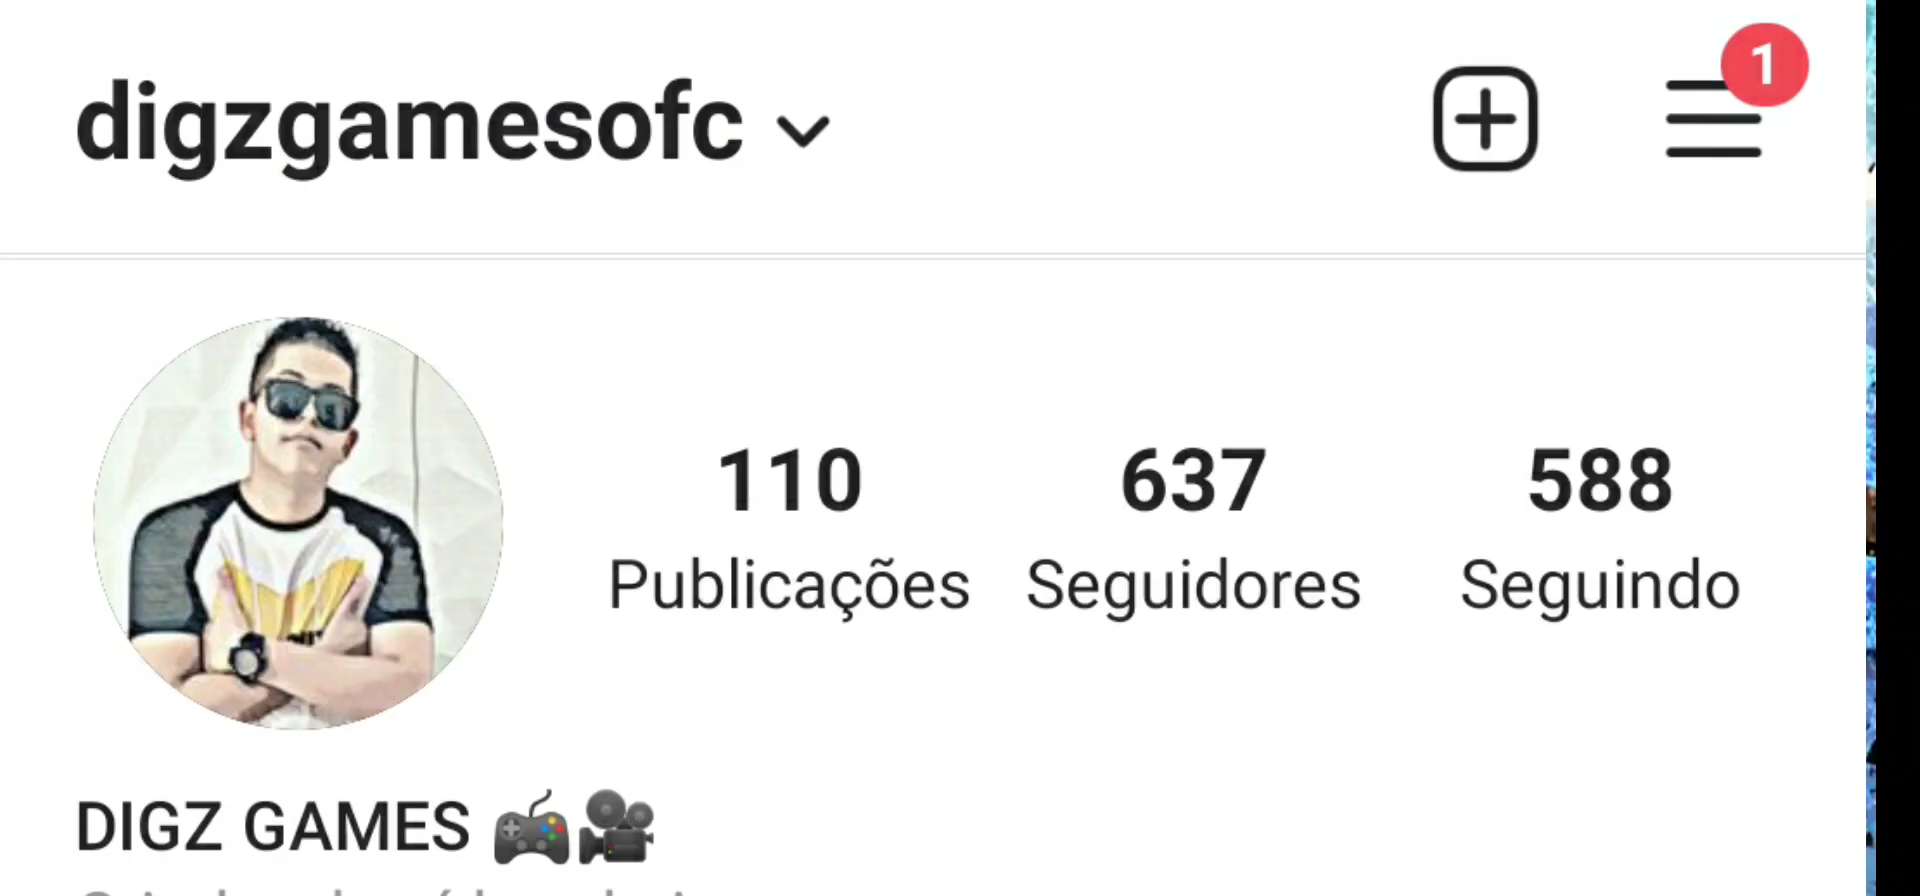 digzgamesofc
1
110 637 588
Publicações Seguidores Seguindo
DIGZ GAMES 🎮🎥